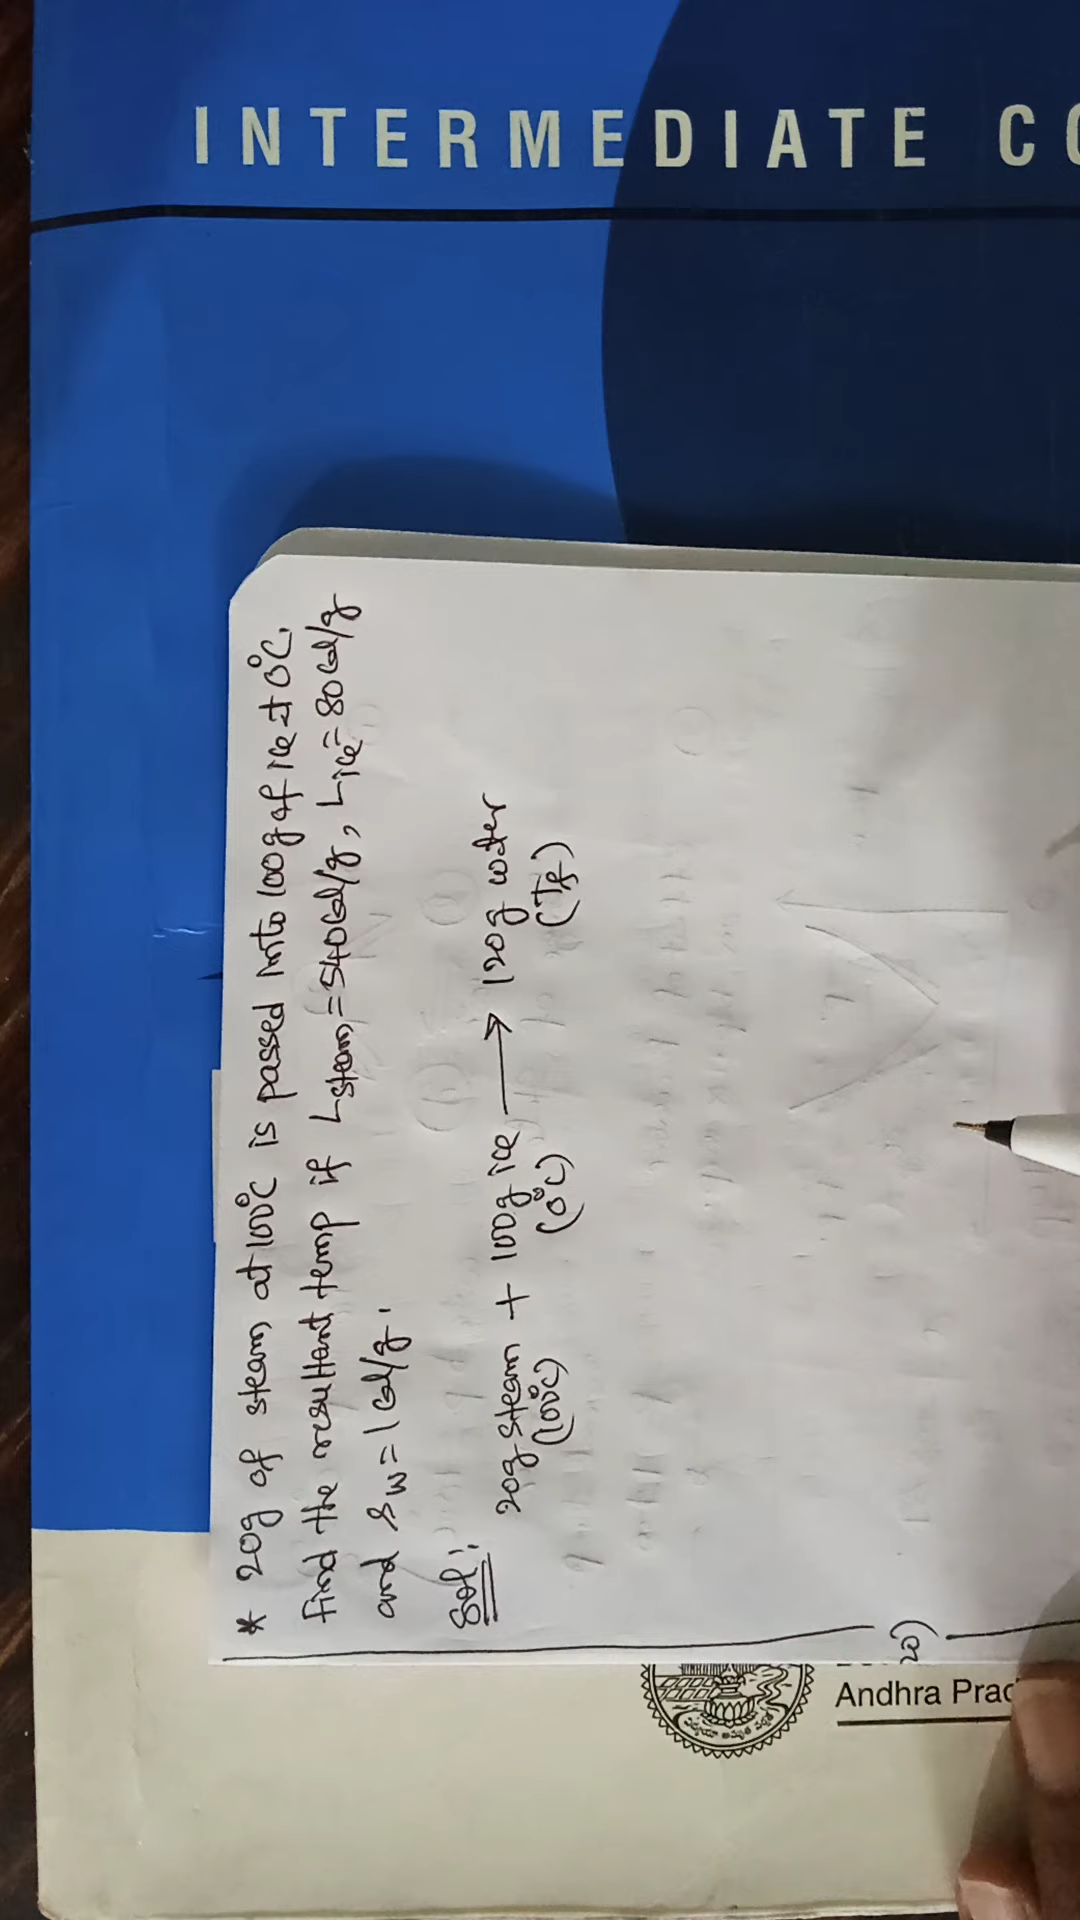 INTERMEDIATE CO
* 20g of steam at 100°C is passed into 100g of ice at 0°C.
Find the resultant temp if Lsteam=540Cal/g, Lice=80Cal/g
and Sw=1Cal/g.
Sol:
20g steam + 100g ice → 120g water
(100°C) (0°C) (Tf)
20)
Andhra Prad